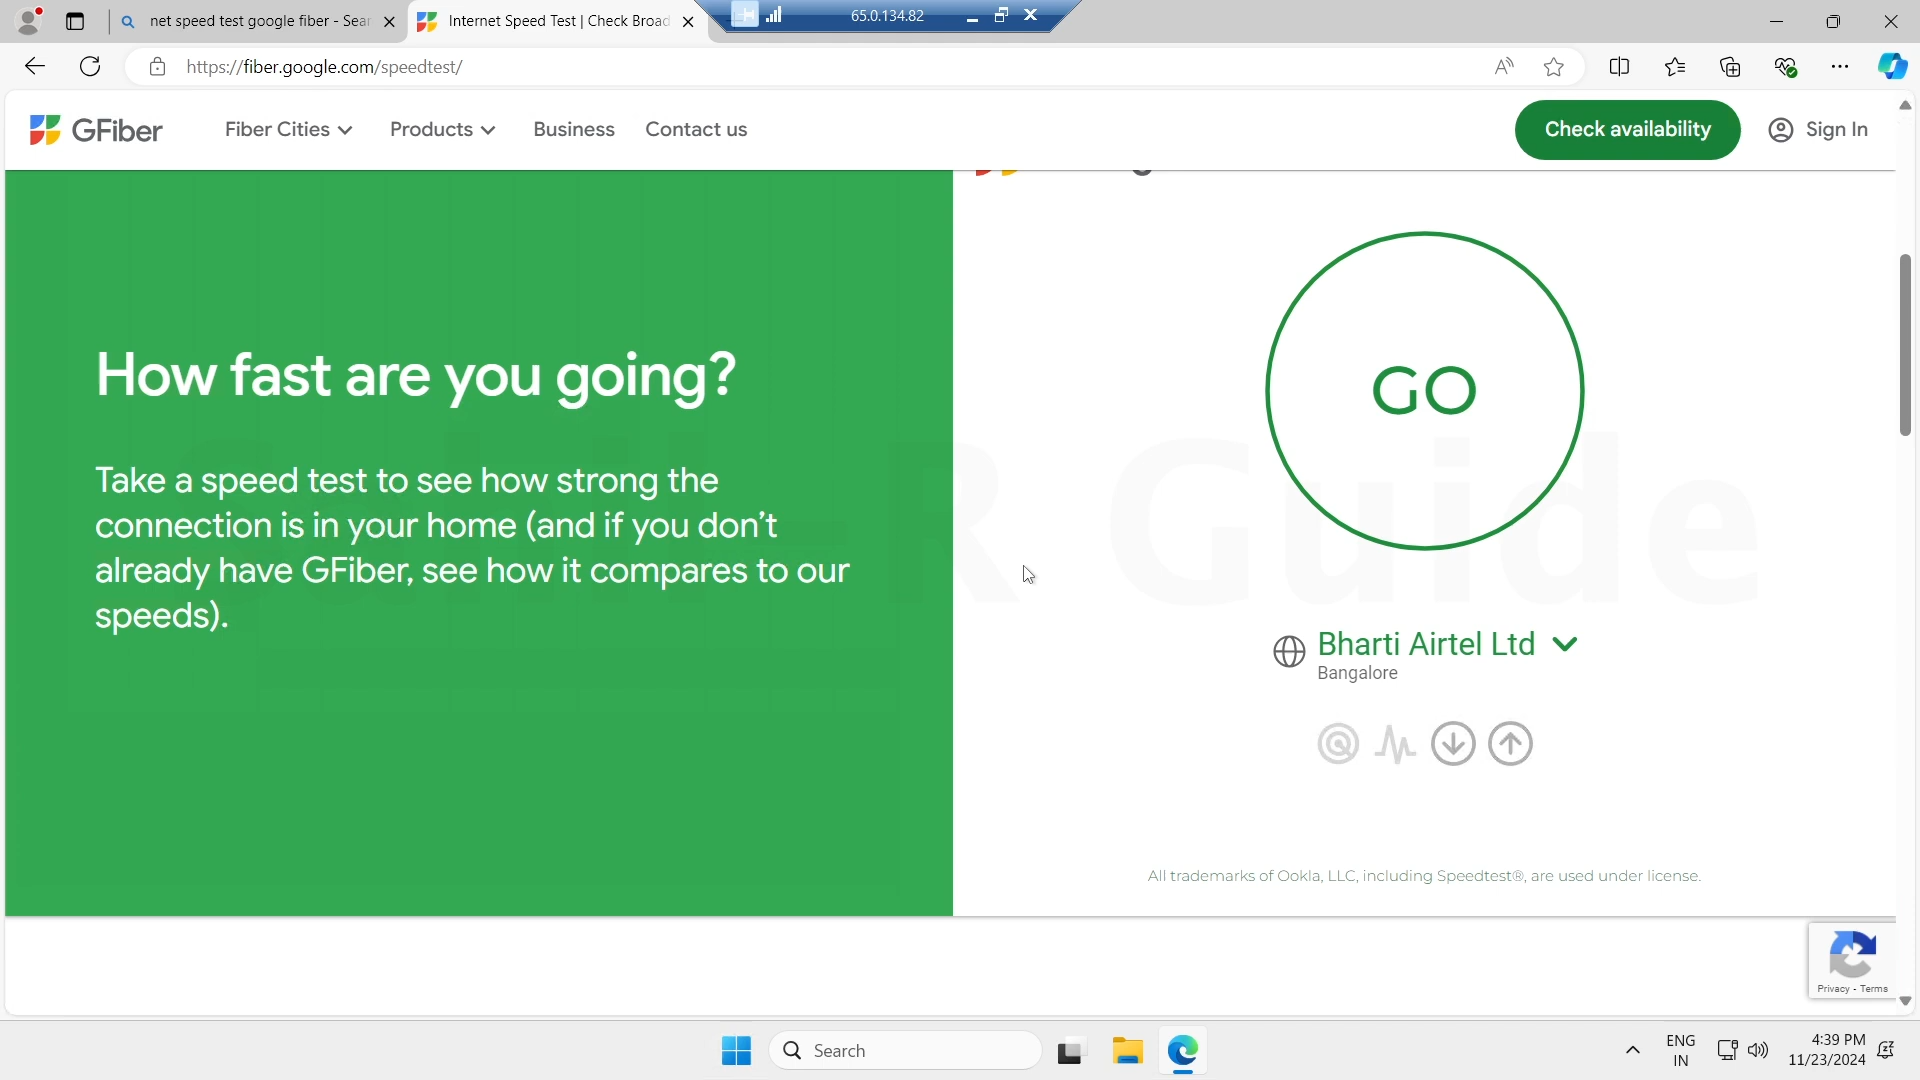 net speed test google fiber - Sear
Internet Speed Test | Check Broad
65.0.134.82
https://fiber.google.com/speedtest/
GFiber
Fiber Cities
Products
Business
Contact us
Check availability
Sign In
How fast are you going?
Take a speed test to see how strong the
connection is in your home (and if you don't
already have GFiber, see how it compares to our
speeds).
GO
R Guide
Bharti Airtel Ltd
Bangalore
All trademarks of Ookla, LLC, including Speedtest®, are used under license.
Privacy - Terms
Search
ENG
IN
4:39 PM
11/23/2024